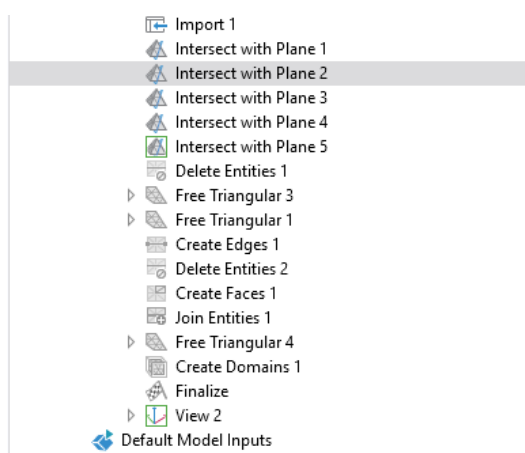 Import 1
Intersect with Plane 1
Intersect with Plane 2
Intersect with Plane 3
Intersect with Plane 4
Intersect with Plane 5
Delete Entities 1
Free Triangular 3
Free Triangular 1
Create Edges 1
Delete Entities 2
Create Faces 1
Join Entities 1
Free Triangular 4
Create Domains 1
Finalize
View 2
Default Model Inputs